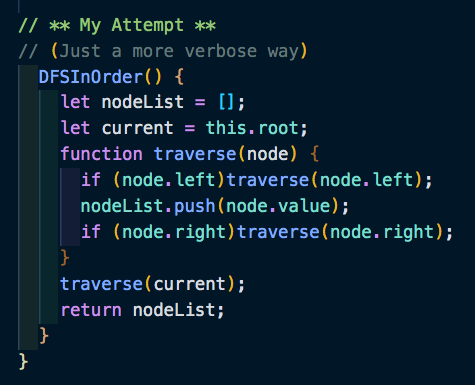 // ** My Attempt **
// (Just a more verbose way)
DFSInOrder() {
let nodeList = [];
let current = this.root;
function traverse(node) {
if (node.left)traverse(node.left);
nodeList.push(node.value);
if (node.right)traverse(node.right);
}
traverse(current);
return nodeList;
}
}